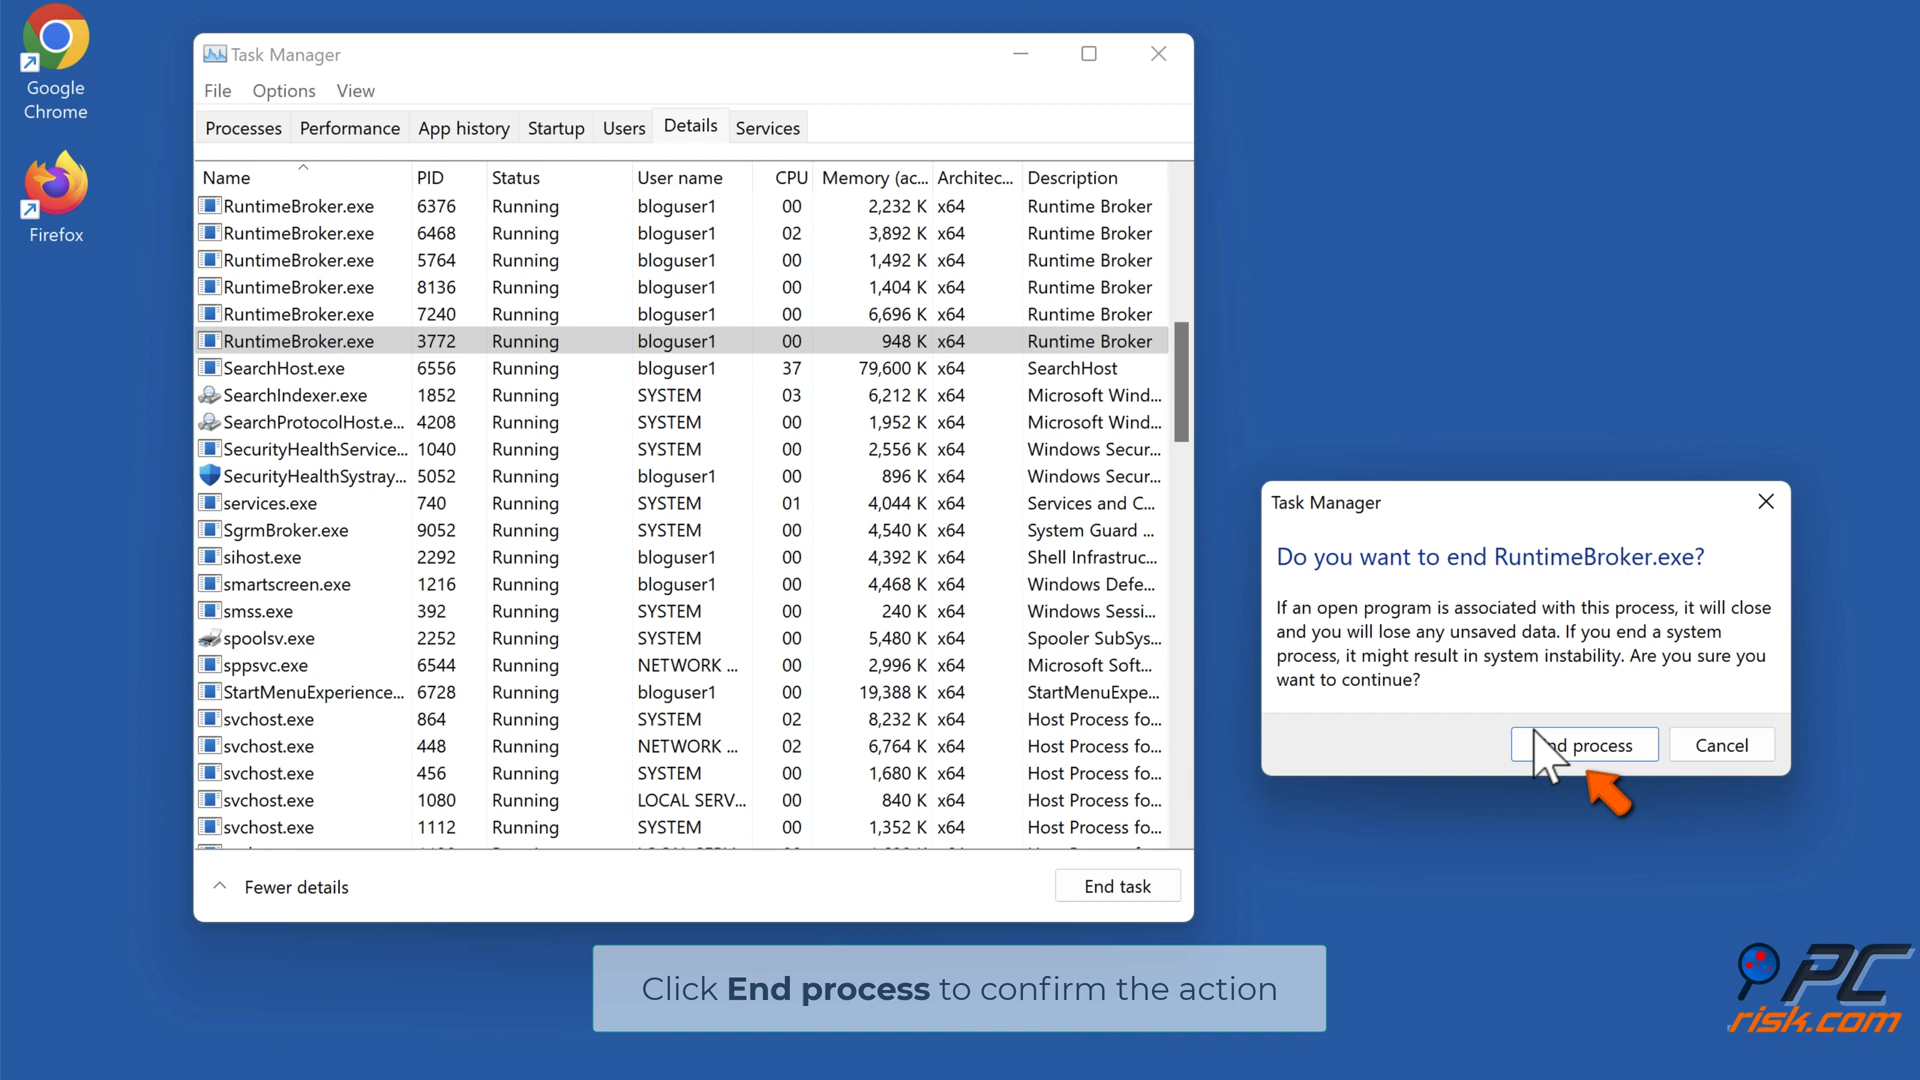 Google
Chrome
Firefox
Task Manager
File Options View
Processes Performance App history Startup Users Details Services
Name PID Status User name CPU Memory (ac... Architec... Description
RuntimeBroker.exe 6376 Running bloguser1 00 2,232 K x64 Runtime Broker
RuntimeBroker.exe 6468 Running bloguser1 02 3,892 K x64 Runtime Broker
RuntimeBroker.exe 5764 Running bloguser1 00 1,492 K x64 Runtime Broker
RuntimeBroker.exe 8136 Running bloguser1 00 1,404 K x64 Runtime Broker
RuntimeBroker.exe 7240 Running bloguser1 00 6,696 K x64 Runtime Broker
RuntimeBroker.exe 3772 Running bloguser1 00 948 K x64 Runtime Broker
SearchHost.exe 6556 Running bloguser1 37 79,600 K x64 SearchHost
SearchIndexer.exe 1852 Running SYSTEM 03 6,212 K x64 Microsoft Wind...
SearchProtocolHost.e... 4208 Running SYSTEM 00 1,952 K x64 Microsoft Wind...
SecurityHealthService... 1040 Running SYSTEM 00 2,556 K x64 Windows Secur...
SecurityHealthSystray... 5052 Running bloguser1 00 896 K x64 Windows Secur...
services.exe 740 Running SYSTEM 01 4,044 K x64 Services and C...
SgrmBroker.exe 9052 Running SYSTEM 00 4,540 K x64 System Guard ...
sihost.exe 2292 Running bloguser1 00 4,392 K x64 Shell Infrastruc...
smartscreen.exe 1216 Running bloguser1 00 4,468 K x64 Windows Defe...
smss.exe 392 Running SYSTEM 00 240 K x64 Windows Sessi...
spoolsv.exe 2252 Running SYSTEM 00 5,480 K x64 Spooler SubSys...
sppsvc.exe 6544 Running NETWORK ... 00 2,996 K x64 Microsoft Soft...
StartMenuExperience... 6728 Running bloguser1 00 19,388 K x64 StartMenuExpe...
svchost.exe 864 Running SYSTEM 02 8,232 K x64 Host Process fo...
svchost.exe 448 Running NETWORK ... 02 6,764 K x64 Host Process fo...
svchost.exe 456 Running SYSTEM 00 1,680 K x64 Host Process fo...
svchost.exe 1080 Running LOCAL SERV... 00 840 K x64 Host Process fo...
svchost.exe 1112 Running SYSTEM 00 1,352 K x64 Host Process fo...
Fewer details End task
Task Manager
Do you want to end RuntimeBroker.exe?
If an open program is associated with this process, it will close
and you will lose any unsaved data. If you end a system
process, it might result in system instability. Are you sure you
want to continue?
process Cancel
Click End process to confirm the action
PC
risk.com